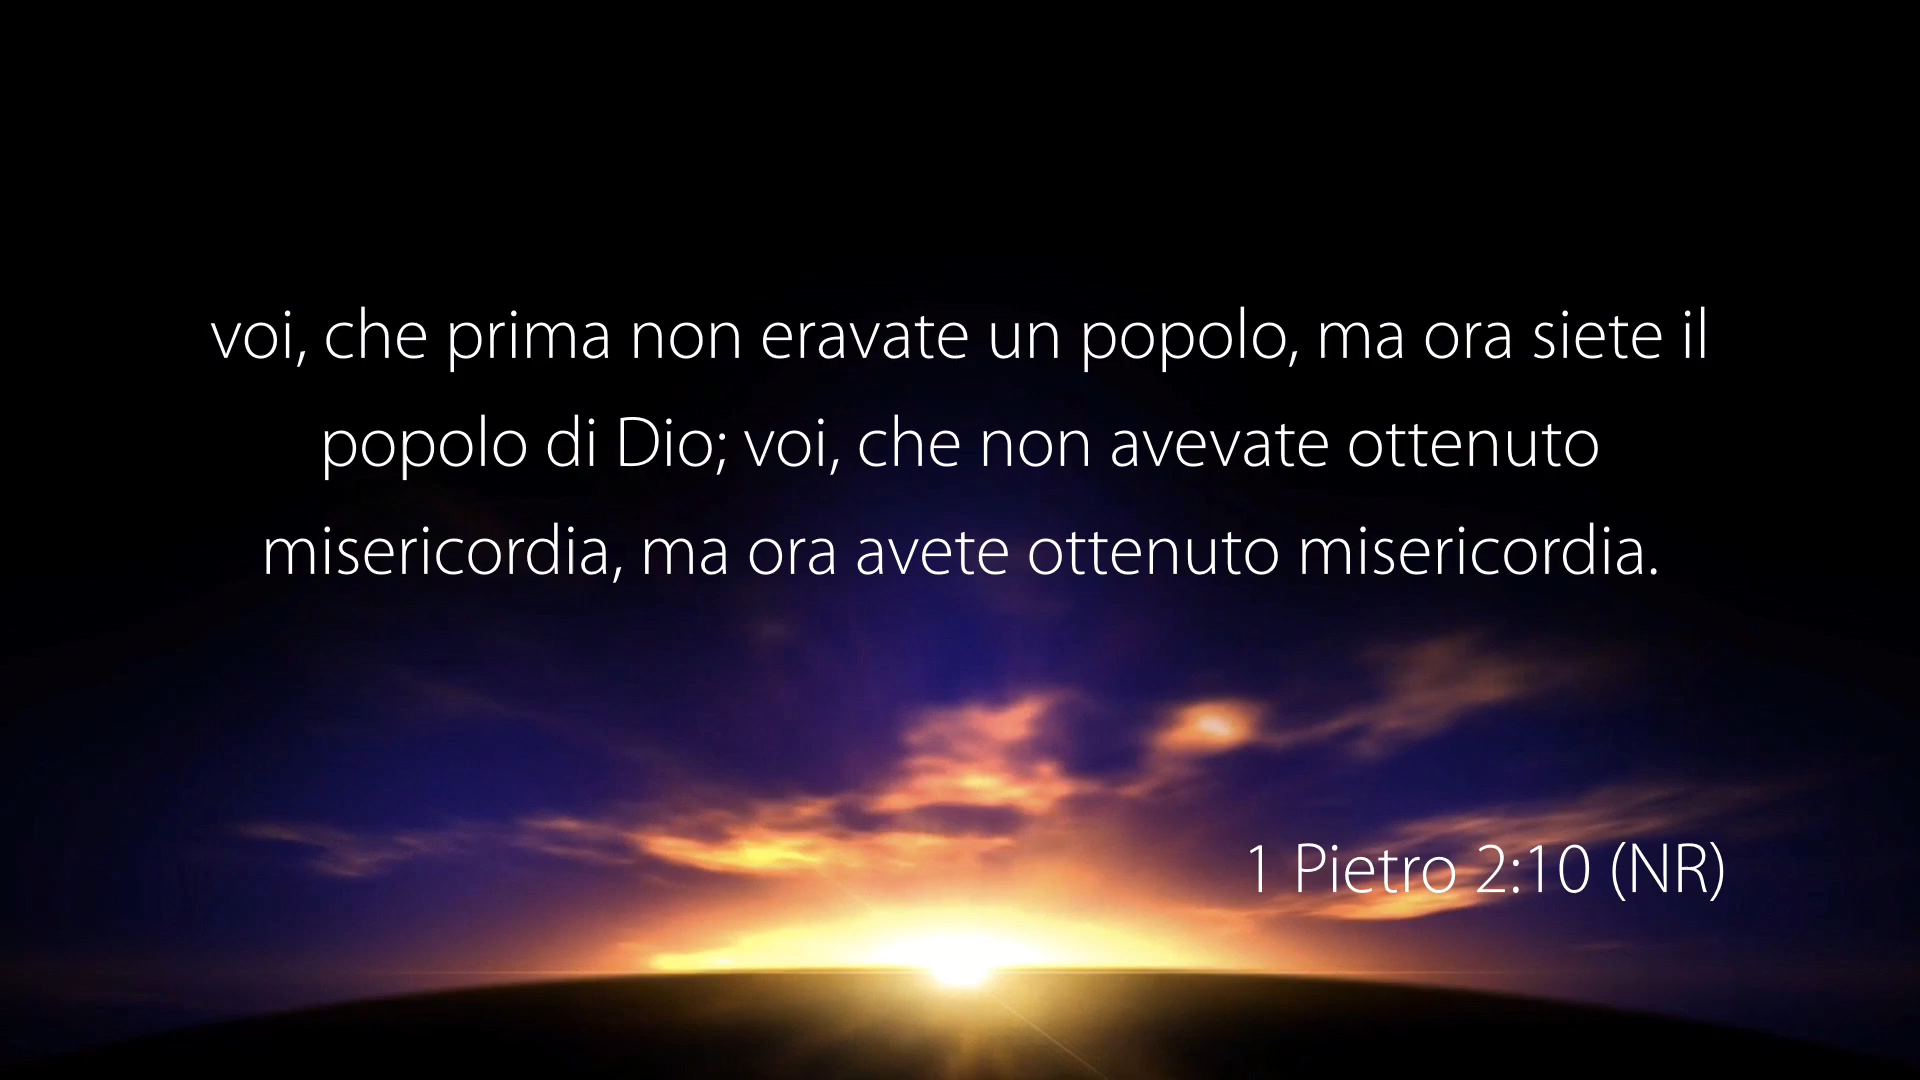 voi, che prima non eravate un popolo, ma ora siete il
popolo di Dio; voi, che non avevate ottenuto
misericordia, ma ora avete ottenuto misericordia.
1 Pietro 2:10 (NR)